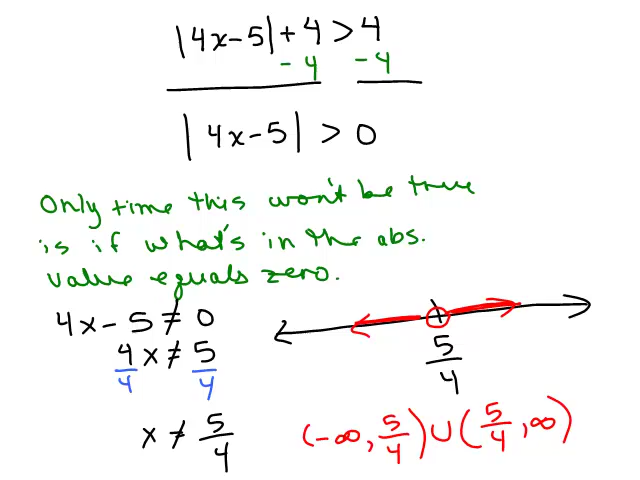 |4x-5|+4>4
-4 -4
|4x-5| > 0
Only time this won't be true
is if what's in the abs.
value equals zero.
4x-5≠0
4x≠5
4 4
x≠5/4
5/4
(-∞, 5/4)∪(5/4, ∞)